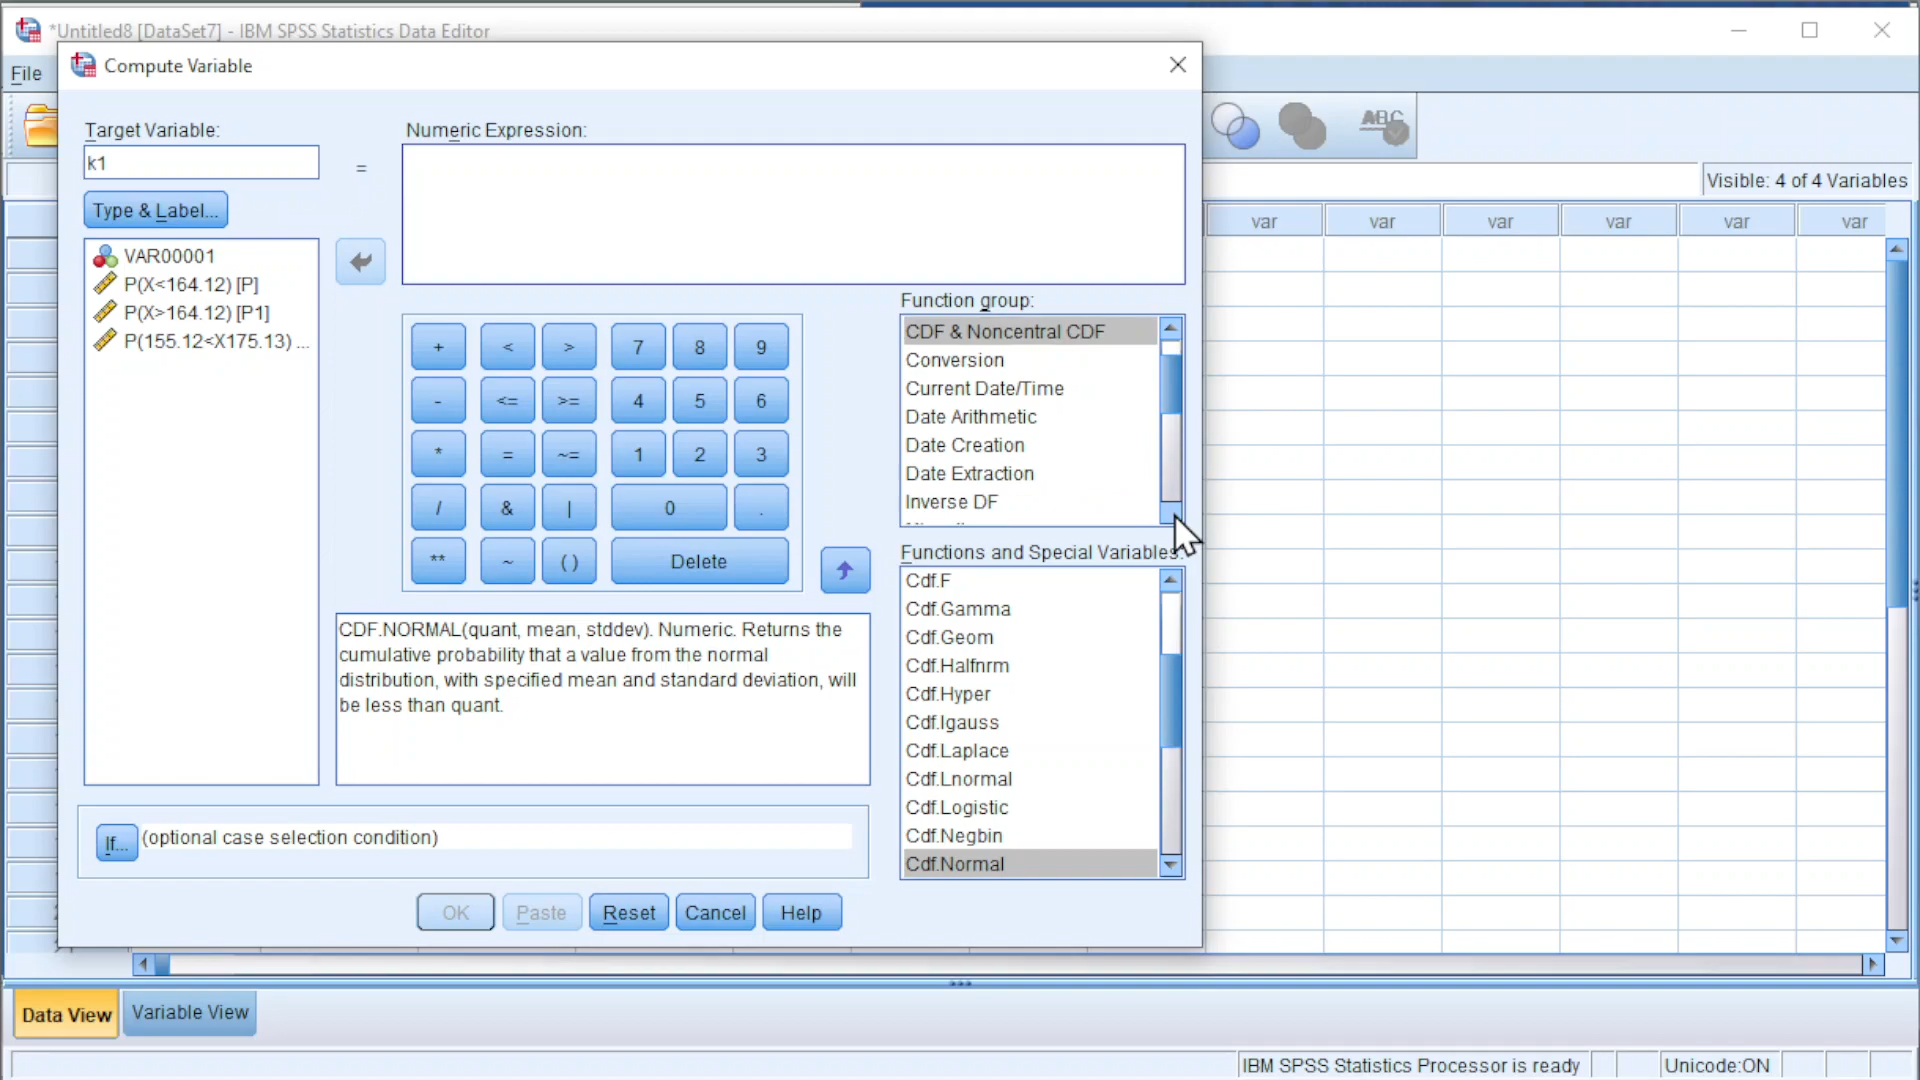 *Untitled8 [DataSet7] - IBM SPSS Statistics Data Editor
File
Compute Variable
Target Variable:
Numeric Expression:
k1
=
Type & Label...
VAR00001
P(X<164.12) [P]
P(X>164.12) [P1]
P(155.12<X175.13) ...
+ < > 7 8 9
- <= >= 4 5 6
* = ~= 1 2 3
/ & | 0 .
** ~ ( ) Delete
Function group:
CDF & Noncentral CDF
Conversion
Current Date/Time
Date Arithmetic
Date Creation
Date Extraction
Inverse DF
Functions and Special Variables:
Cdf.F
Cdf.Gamma
Cdf.Geom
Cdf.Halfnrm
Cdf.Hyper
Cdf.Igauss
Cdf.Laplace
Cdf.Lnormal
Cdf.Logistic
Cdf.Negbin
Cdf.Normal
CDF.NORMAL(quant, mean, stddev). Numeric. Returns the
cumulative probability that a value from the normal
distribution, with specified mean and standard deviation, will
be less than quant.
If... (optional case selection condition)
OK Paste Reset Cancel Help
ABC
Visible: 4 of 4 Variables
var var var var var var
Data View Variable View
IBM SPSS Statistics Processor is ready Unicode:ON